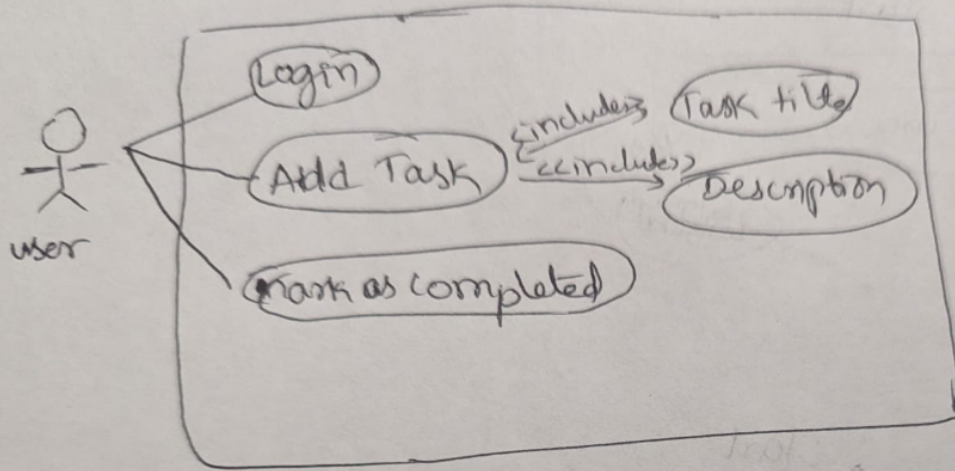 Login
<<includes>> Task title
Add Task
<<includes>>
Description
user
Mark as completed